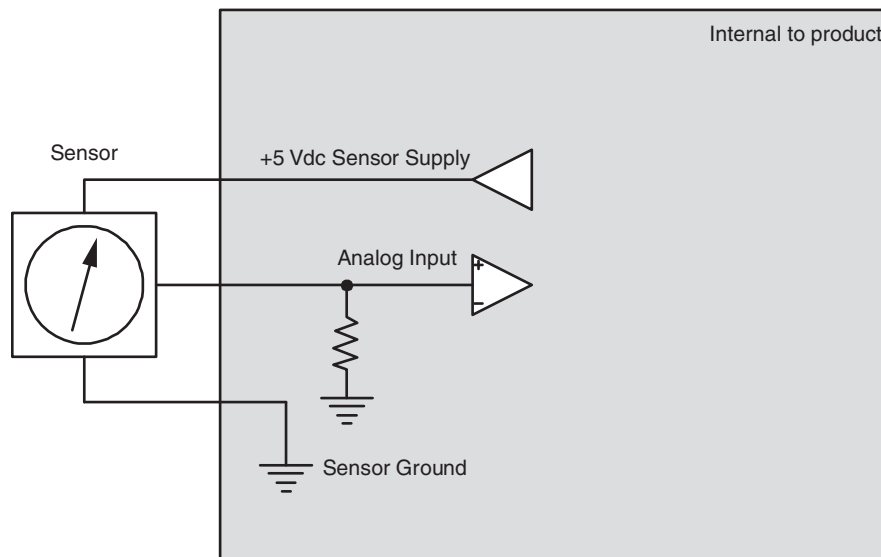 Internal to product
Sensor
+5 Vdc Sensor Supply
Analog Input
+
−
Sensor Ground